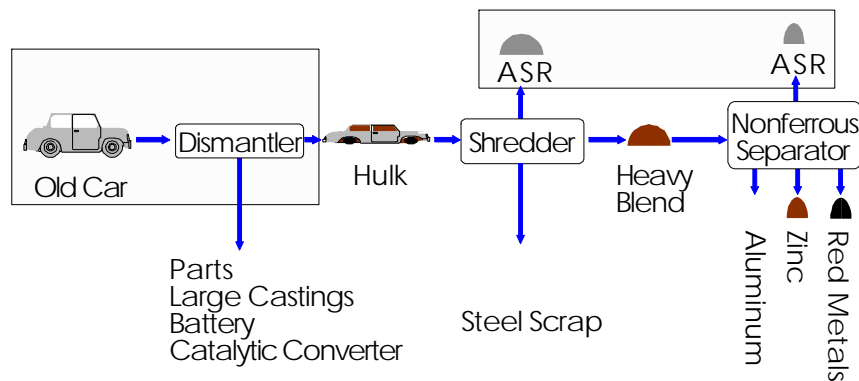 ASR
ASR
Old Car
Dismantler
Hulk
Shredder
Heavy
Blend
Nonferrous
Separator
Parts
Large Castings
Battery
Catalytic Converter
Steel Scrap
Aluminum
Zinc
Red Metals